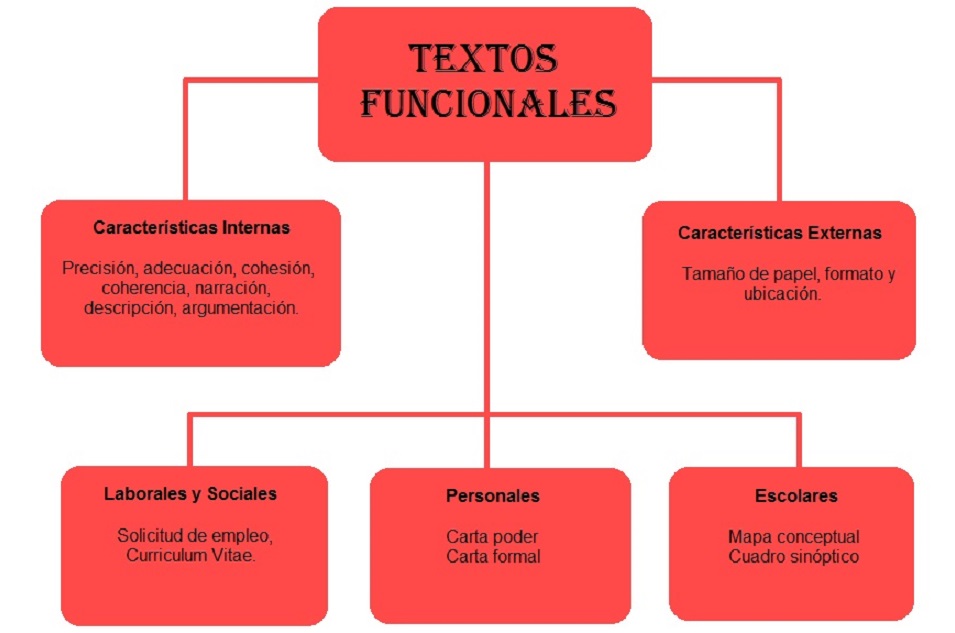 TEXTOS
FUNCIONALES
Características Internas
Precisión, adecuación, cohesión,
coherencia, narración,
descripción, argumentación.
Características Externas
Tamaño de papel, formato y
ubicación.
Laborales y Sociales
Solicitud de empleo,
Curriculum Vitae.
Personales
Carta poder
Carta formal
Escolares
Mapa conceptual
Cuadro sinóptico